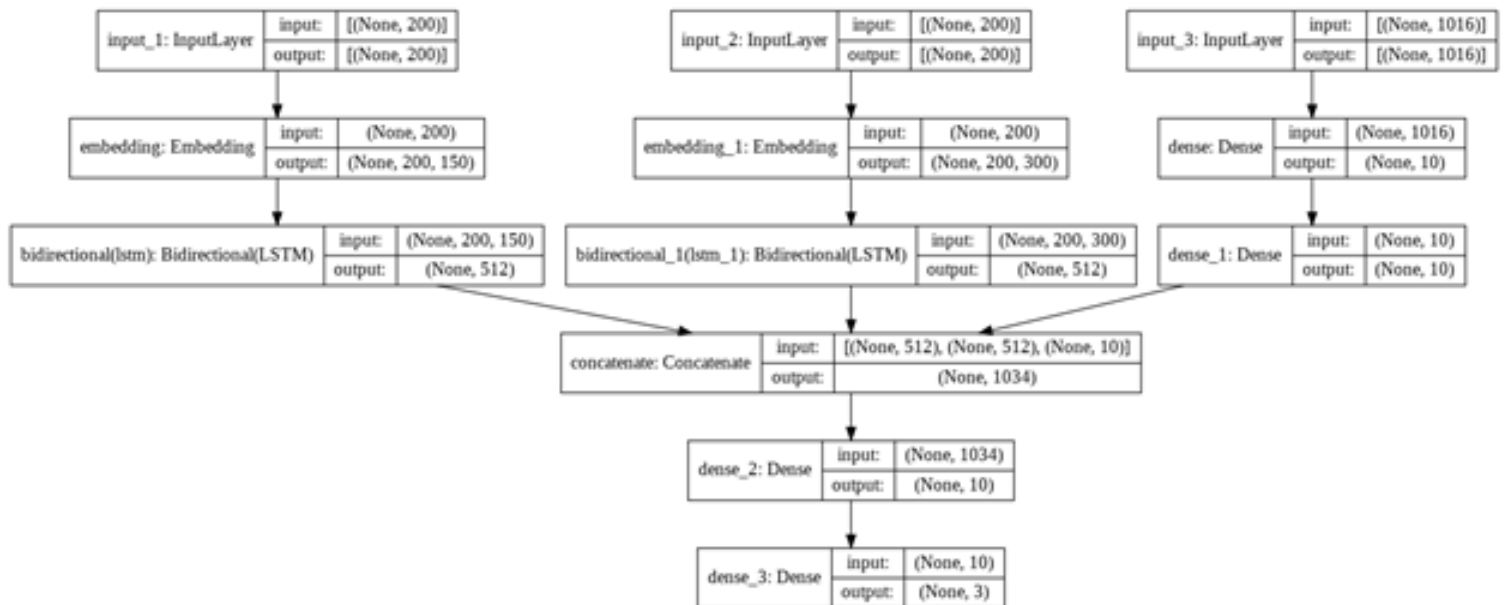 input_1: InputLayer
input: [(None, 200)]
output: [(None, 200)]
input_2: InputLayer
input: [(None, 200)]
output: [(None, 200)]
input_3: InputLayer
input: [(None, 1016)]
output: [(None, 1016)]
embedding: Embedding
input: (None, 200)
output: (None, 200, 150)
embedding_1: Embedding
input: (None, 200)
output: (None, 200, 300)
dense: Dense
input: (None, 1016)
output: (None, 10)
bidirectional(lstm): Bidirectional(LSTM)
input: (None, 200, 150)
output: (None, 512)
bidirectional_1(lstm_1): Bidirectional(LSTM)
input: (None, 200, 300)
output: (None, 512)
dense_1: Dense
input: (None, 10)
output: (None, 10)
concatenate: Concatenate
input: [(None, 512), (None, 512), (None, 10)]
output: (None, 1034)
dense_2: Dense
input: (None, 1034)
output: (None, 10)
dense_3: Dense
input: (None, 10)
output: (None, 3)